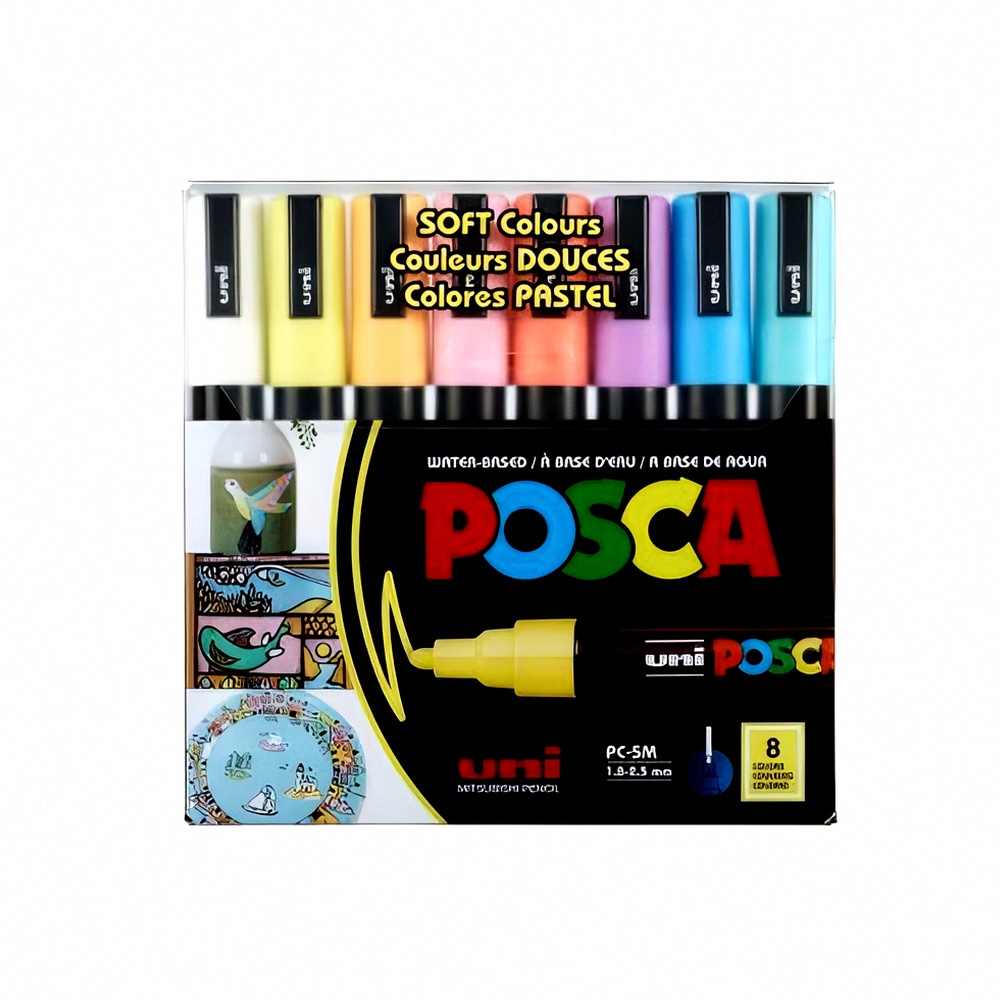 uni uni uni uni uni uni uni
SOFT Colours
Couleurs DOUCES
Colores PASTEL
WATER-BASED / À BASE D'EAU / A BASE DE AGUA
POSCA
uni POSCA
uni
MITSUBISHI PENCIL
PC-5M
1.8-2.5 mm
8